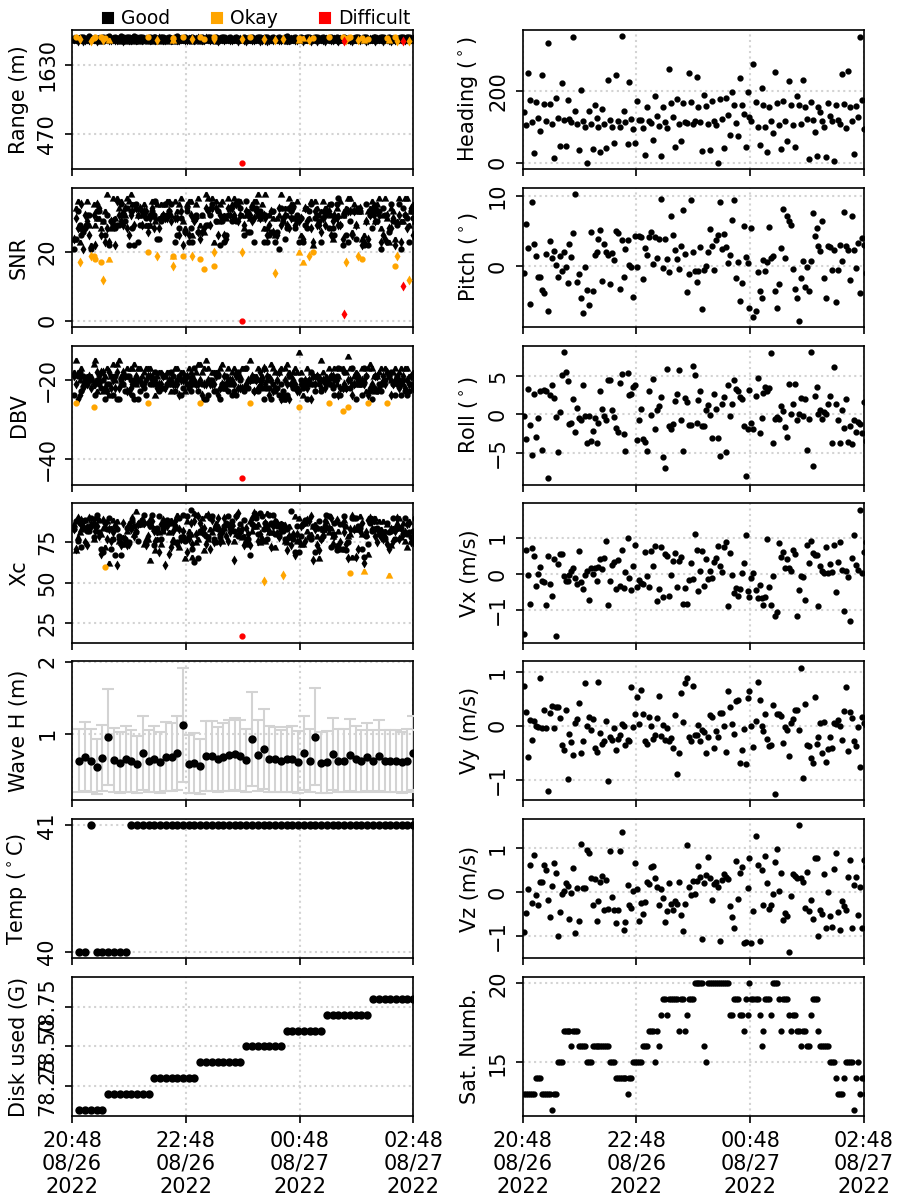 Good Okay Difficult
Range (m)
1630
470
Heading (°)
200
0
SNR
20
0
Pitch (°)
10
0
DBV
−20
−40
Roll (°)
5
0
−5
Xc
75
50
25
Vx (m/s)
1
0
−1
Wave H (m)
2
1
Vy (m/s)
1
0
−1
Temp (°C)
41
40
Vz (m/s)
1
0
−1
Disk used (G)
78.75
78.50
78.25
Sat. Numb.
20
15
20:48 22:48 00:48 02:48
08/26 08/26 08/27 08/27
2022 2022 2022 2022
20:48 22:48 00:48 02:48
08/26 08/26 08/27 08/27
2022 2022 2022 2022